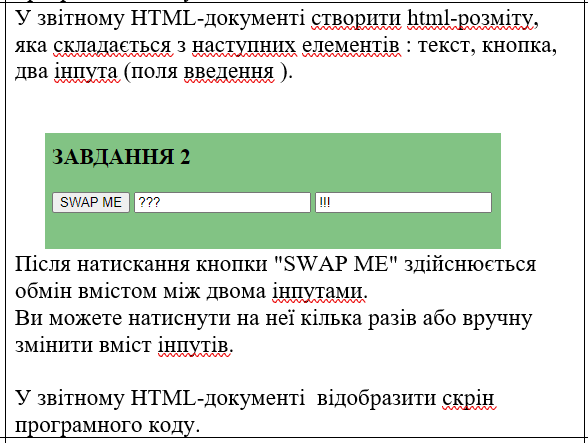 У звітному HTML-документі створити html-розміту,
яка складається з наступних елементів : текст, кнопка,
два інпута (поля введення ).
ЗАВДАННЯ 2
SWAP ME ??? !!!
Після натискання кнопки "SWAP ME" здійснюється
обмін вмістом між двома інпутами.
Ви можете натиснути на неї кілька разів або вручну
змінити вміст інпутів.
У звітному HTML-документі відобразити скрін
програмного коду.